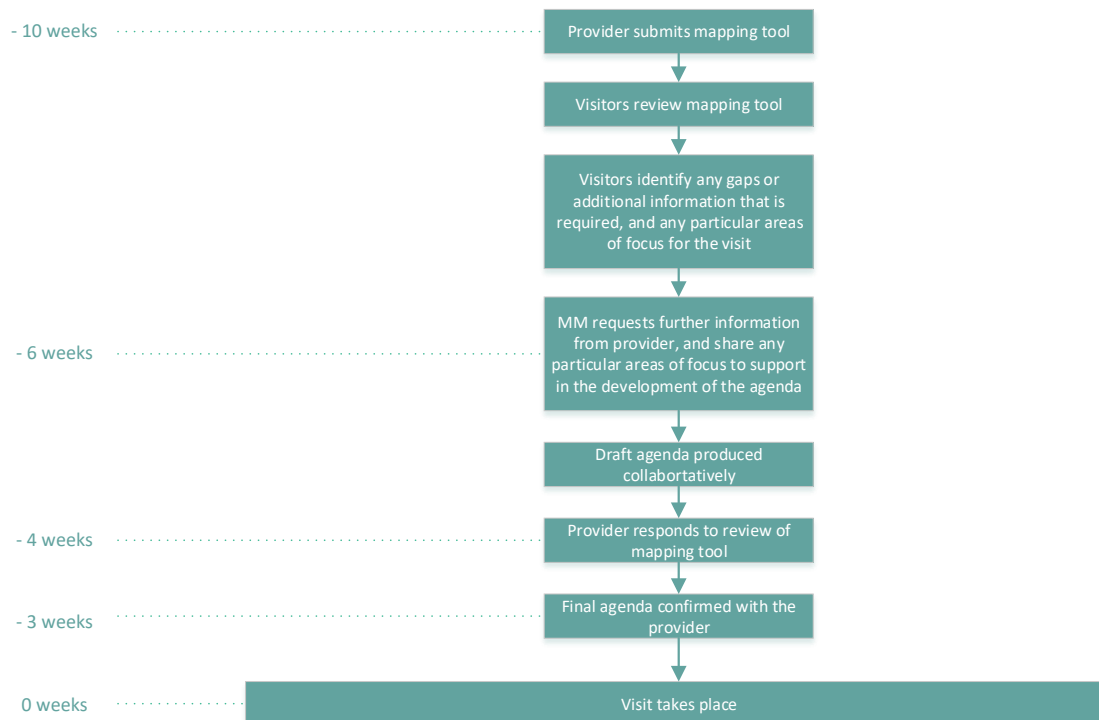 - 10 weeks
Provider submits mapping tool
Visitors review mapping tool
Visitors identify any gaps or
additional information that is
required, and any particular areas
of focus for the visit
- 6 weeks
MM requests further information
from provider, and share any
particular areas of focus to support
in the development of the agenda
Draft agenda produced
collabortatively
- 4 weeks
Provider responds to review of
mapping tool
- 3 weeks
Final agenda confirmed with the
provider
0 weeks
Visit takes place